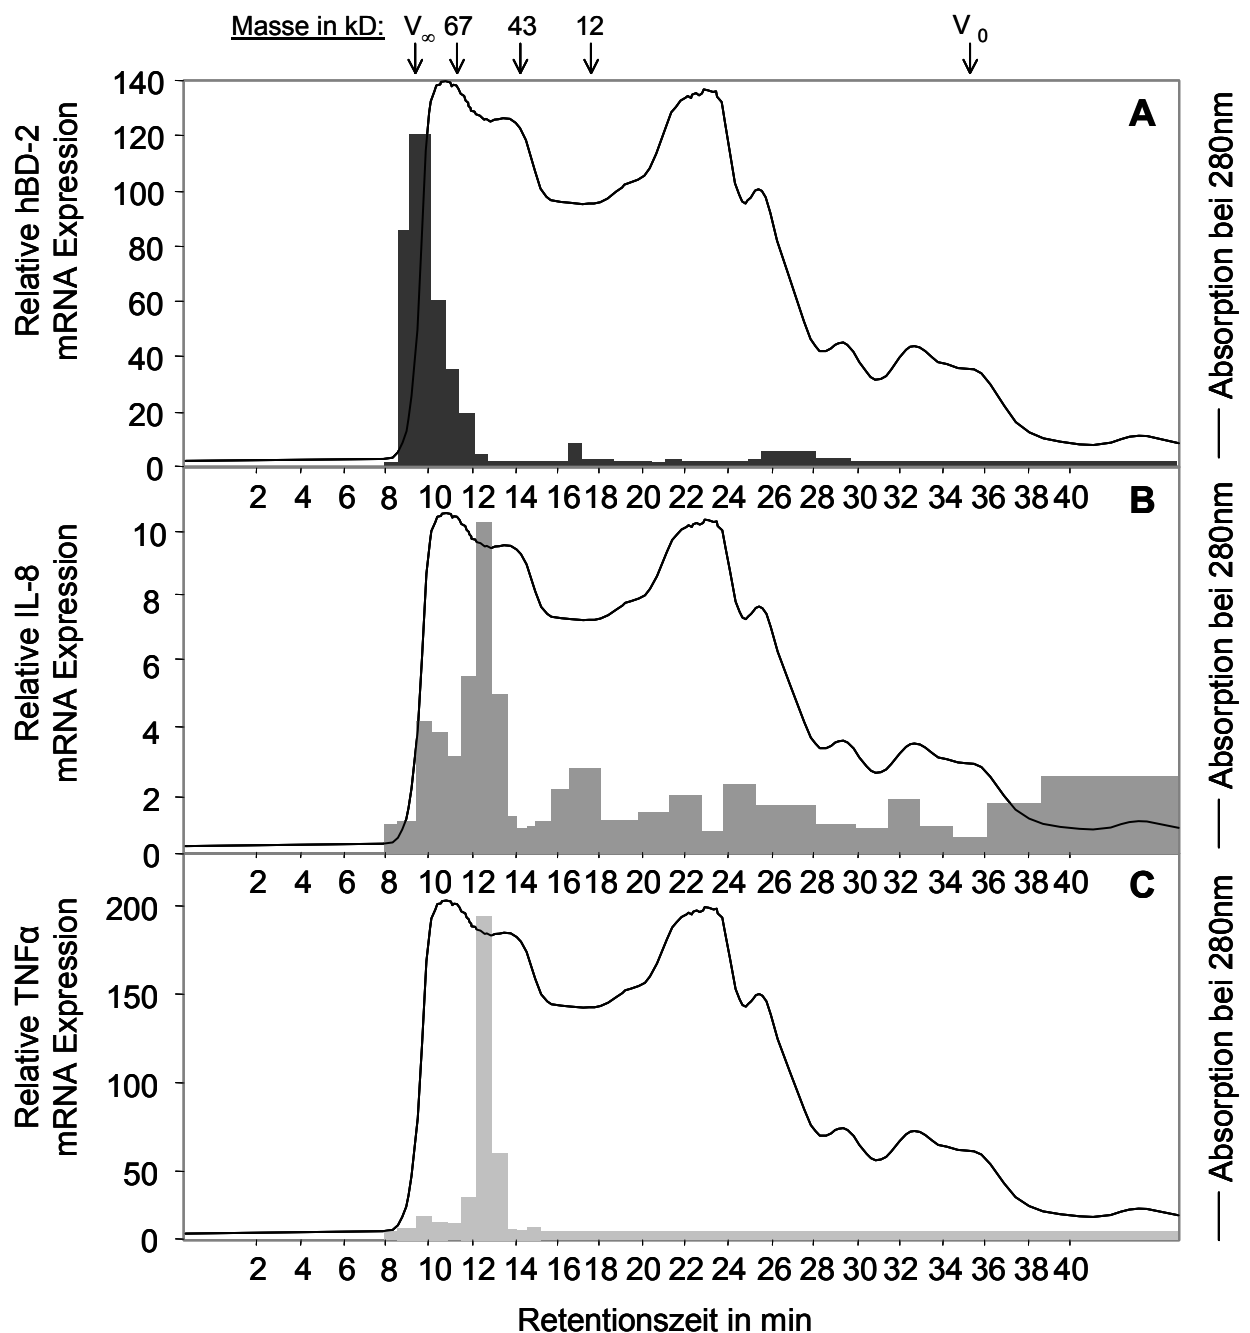 Masse in kD: V∞ 67 43 12 V0
A
Relative hBD-2
mRNA Expression
140
120
100
80
60
40
20
0
Absorption bei 280nm
2 4 6 8 10 12 14 16 18 20 22 24 26 28 30 32 34 36 38 40
B
Relative IL-8
mRNA Expression
10
8
6
4
2
0
Absorption bei 280nm
2 4 6 8 10 12 14 16 18 20 22 24 26 28 30 32 34 36 38 40
C
Relative TNFα
mRNA Expression
200
150
100
50
0
Absorption bei 280nm
2 4 6 8 10 12 14 16 18 20 22 24 26 28 30 32 34 36 38 40
Retentionszeit in min